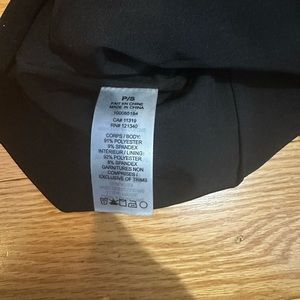 P/S
FAIT EN CHINE
MADE IN CHINA
CA# 11319
RN# 121340
CORPS / BODY:
91% POLYESTER
9% SPANDEX
INTÉRIEUR / LINING:
92% POLYESTER
8% SPANDEX
GARNITURES NON
COMPRISES /
EXCLUSIVE OF TRIMS